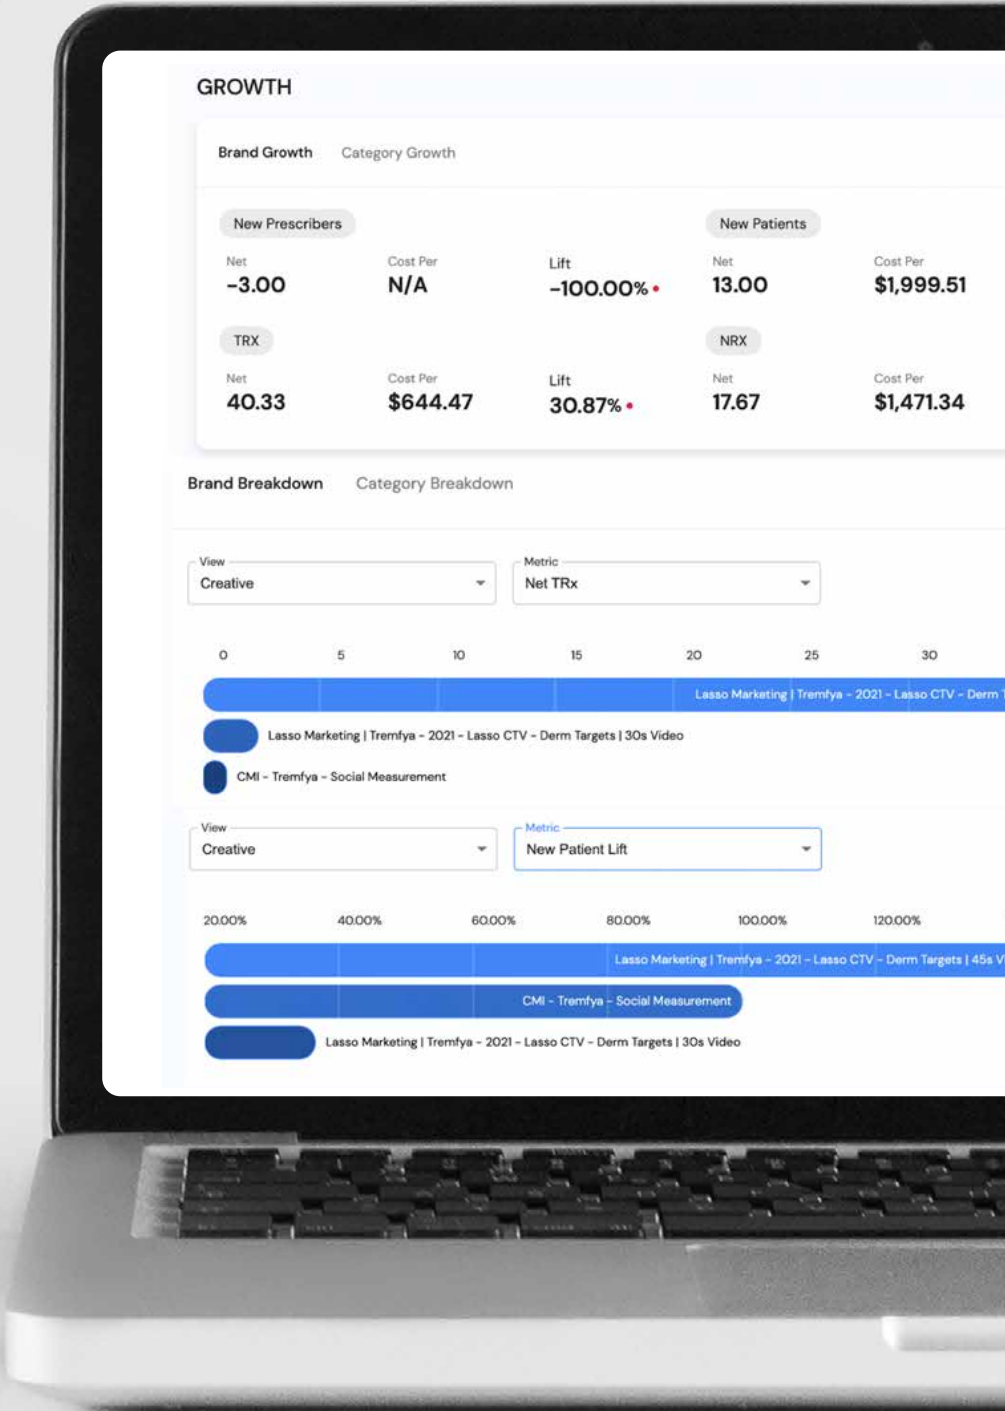 GROWTH
Brand Growth Category Growth
New Prescribers New Patients
Net Cost Per Lift Net Cost Per
-3.00 N/A -100.00% 13.00 $1,999.51
TRX NRX
Net Cost Per Lift Net Cost Per
40.33 $644.47 30.87% 17.67 $1,471.34
Brand Breakdown Category Breakdown
View Metric
Creative Net TRx
0 5 10 15 20 25 30
Lasso Marketing | Tremfya - 2021 - Lasso CTV - Derm
Lasso Marketing | Tremfya - 2021 - Lasso CTV - Derm Targets | 30s Video
CMI - Tremfya - Social Measurement
View Metric
Creative New Patient Lift
20.00% 40.00% 60.00% 80.00% 100.00% 120.00%
Lasso Marketing | Tremfya - 2021 - Lasso CTV - Derm Targets | 45s
CMI - Tremfya - Social Measurement
Lasso Marketing | Tremfya - 2021 - Lasso CTV - Derm Targets | 30s Video